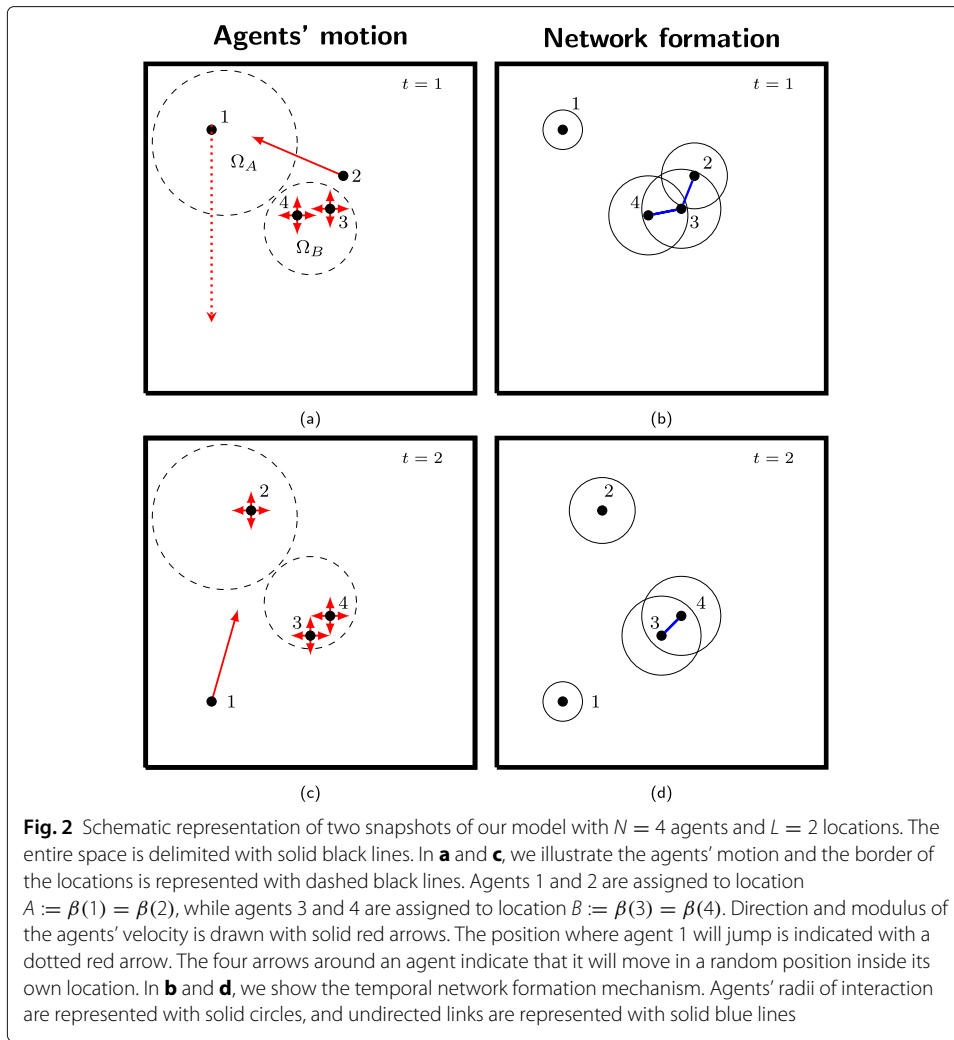 Agents' motion
Network formation
t = 1
1
Ω_A
2
4
3
Ω_B
t = 1
1
2
4
3
(a)
(b)
t = 2
2
4
3
1
t = 2
2
4
3
1
(c)
(d)
Fig. 2 Schematic representation of two snapshots of our model with N = 4 agents and L = 2 locations. The
entire space is delimited with solid black lines. In a and c, we illustrate the agents' motion and the border of
the locations is represented with dashed black lines. Agents 1 and 2 are assigned to location
A := β(1) = β(2), while agents 3 and 4 are assigned to location B := β(3) = β(4). Direction and modulus of
the agents' velocity is drawn with solid red arrows. The position where agent 1 will jump is indicated with a
dotted red arrow. The four arrows around an agent indicate that it will move in a random position inside its
own location. In b and d, we show the temporal network formation mechanism. Agents' radii of interaction
are represented with solid circles, and undirected links are represented with solid blue lines